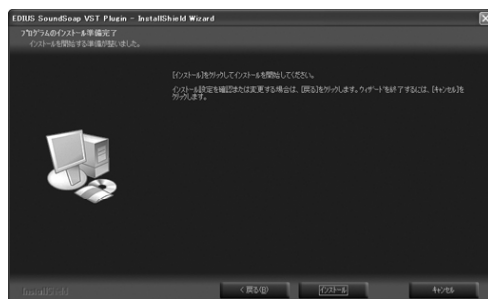 EDIUS SoundSoap VST Plugin - InstallShield Wizard
ﾌﾟﾛｸﾞﾗﾑのｲﾝｽﾄｰﾙ準備完了
ｲﾝｽﾄｰﾙを開始する準備が整いました。
[ｲﾝｽﾄｰﾙ]をｸﾘｯｸしてｲﾝｽﾄｰﾙを開始してください。
ｲﾝｽﾄｰﾙ設定を確認または変更する場合は、[戻る]をｸﾘｯｸします。ｳｨｻﾞｰﾄﾞを終了するには、[ｷｬﾝｾﾙ]を
ｸﾘｯｸします。
InstallShield
< 戻る(B)
ｲﾝｽﾄｰﾙ
ｷｬﾝｾﾙ